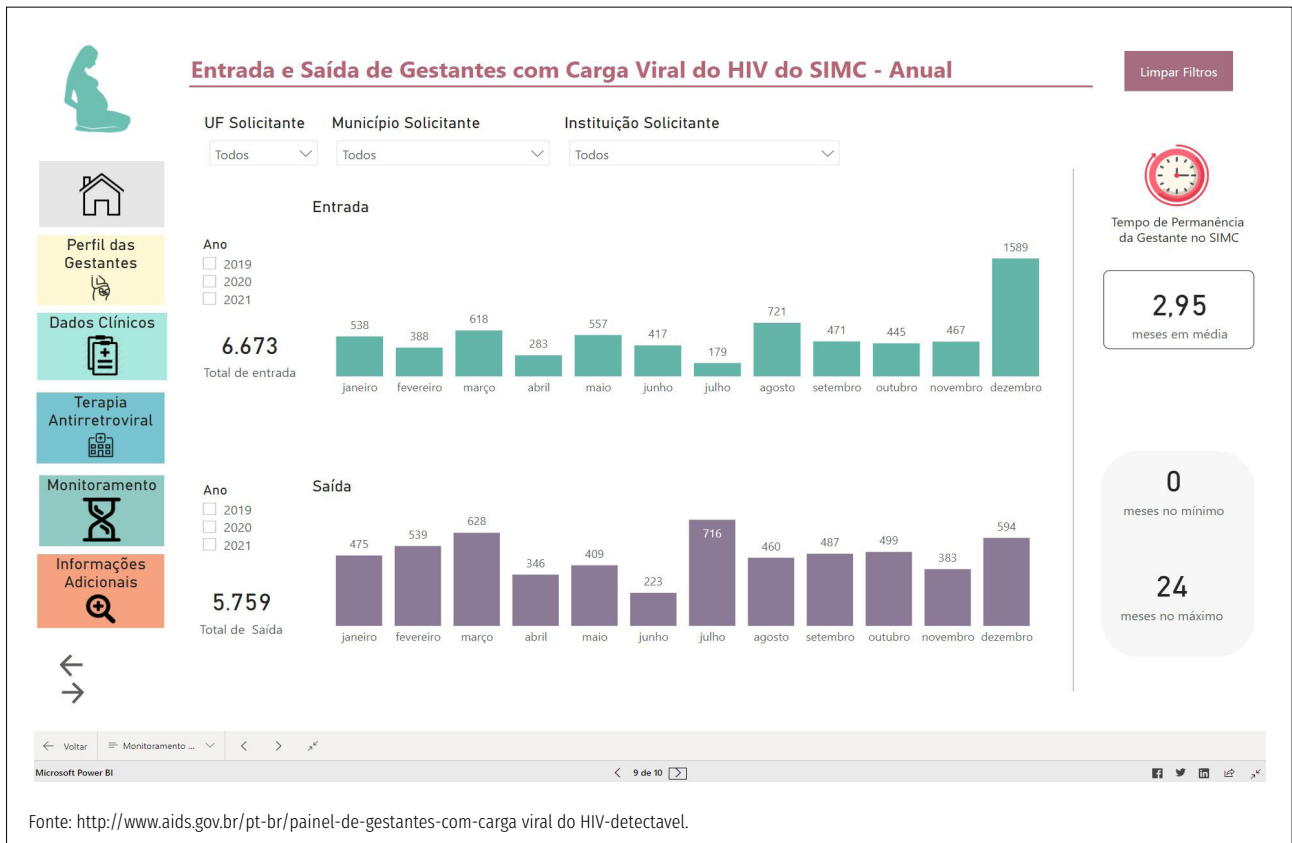 Entrada e Saída de Gestantes com Carga Viral do HIV do SIMC - Anual
Limpar Filtros
UF Solicitante
Município Solicitante
Instituição Solicitante
Todos
Todos
Todos
Perfil das
Gestantes
Dados Clínicos
Terapia
Antirretroviral
Monitoramento
Informações
Adicionais
Entrada
Ano
2019
2020
2021
6.673
Total de entrada
538
388
618
283
557
417
179
721
471
445
467
1589
janeiro
fevereiro
março
abril
maio
junho
julho
agosto
setembro
outubro
novembro
dezembro
Saída
Ano
2019
2020
2021
5.759
Total de Saída
475
539
628
346
409
223
716
460
487
499
383
594
janeiro
fevereiro
março
abril
maio
junho
julho
agosto
setembro
outubro
novembro
dezembro
Tempo de Permanência
da Gestante no SIMC
2,95
meses em média
0
meses no mínimo
24
meses no máximo
Voltar
Monitoramento ...
Microsoft Power BI
9 de 10
Fonte: http://www.aids.gov.br/pt-br/painel-de-gestantes-com-carga viral do HIV-detectavel.